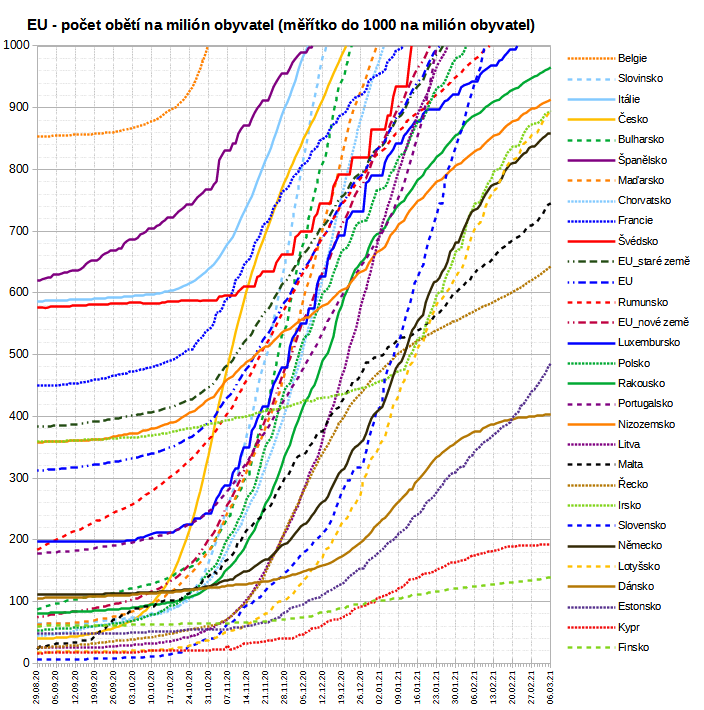 EU - počet obětí na milión obyvatel (měřítko do 1000 na milión obyvatel)
1000
900
800
700
600
500
400
300
200
100
0
29.08.20
05.09.20
12.09.20
19.09.20
26.09.20
03.10.20
10.10.20
17.10.20
24.10.20
31.10.20
07.11.20
14.11.20
21.11.20
28.11.20
05.12.20
12.12.20
19.12.20
26.12.20
02.01.21
09.01.21
16.01.21
23.01.21
30.01.21
06.02.21
13.02.21
20.02.21
27.02.21
06.03.21
Belgie
Slovinsko
Itálie
Česko
Bulharsko
Španělsko
Maďarsko
Chorvatsko
Francie
Švédsko
EU_staré země
EU
Rumunsko
EU_nové země
Luxembursko
Polsko
Rakousko
Portugalsko
Nizozemsko
Litva
Malta
Řecko
Irsko
Slovensko
Německo
Lotyšsko
Dánsko
Estonsko
Kypr
Finsko